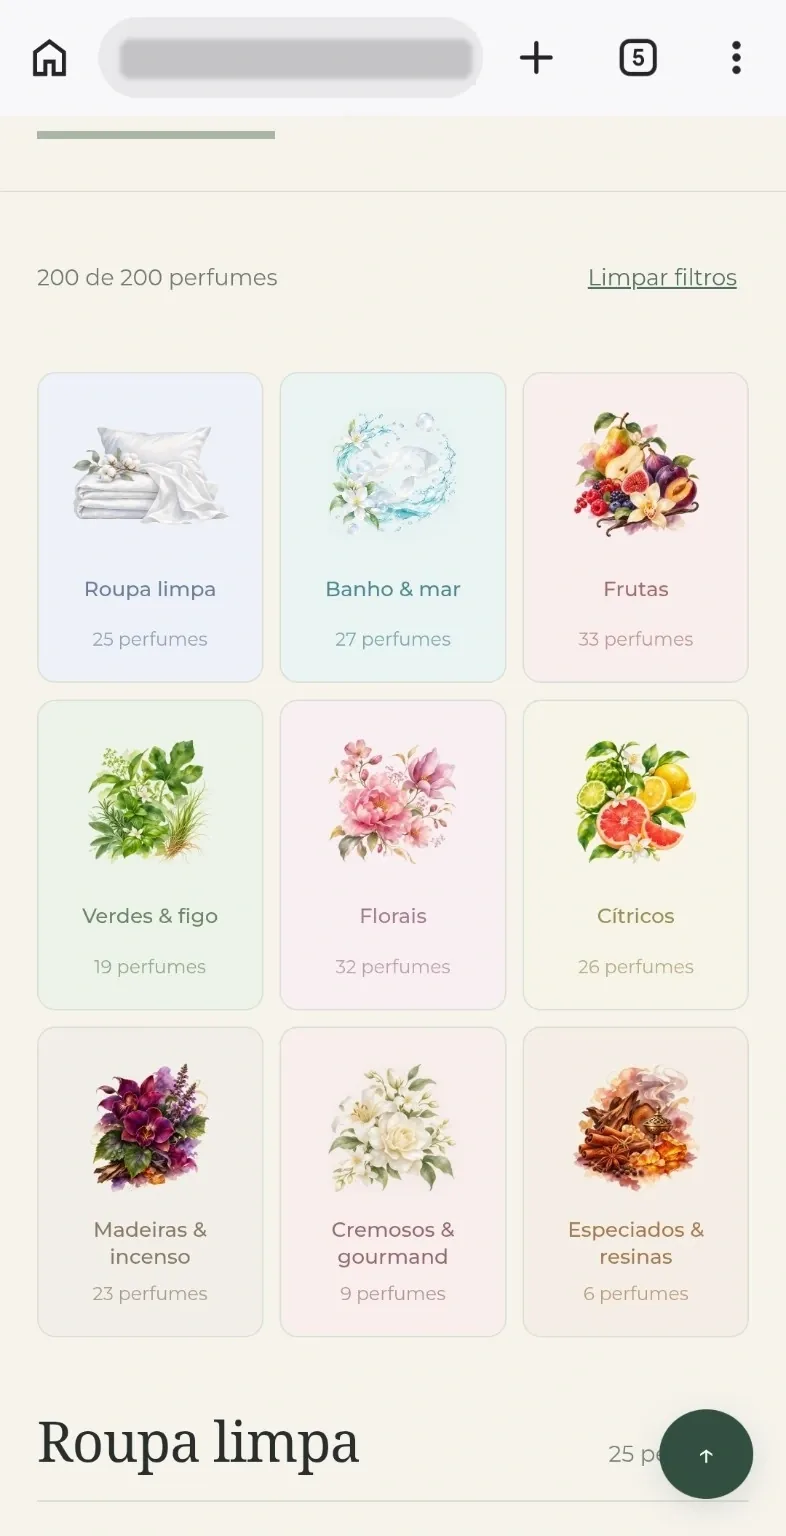 5
200 de 200 perfumes
Limpar filtros
Roupa limpa
25 perfumes
Banho & mar
27 perfumes
Frutas
33 perfumes
Verdes & figo
19 perfumes
Florais
32 perfumes
Cítricos
26 perfumes
Madeiras &
incenso
23 perfumes
Cremosos &
gourmand
9 perfumes
Especiados &
resinas
6 perfumes
Roupa limpa
25